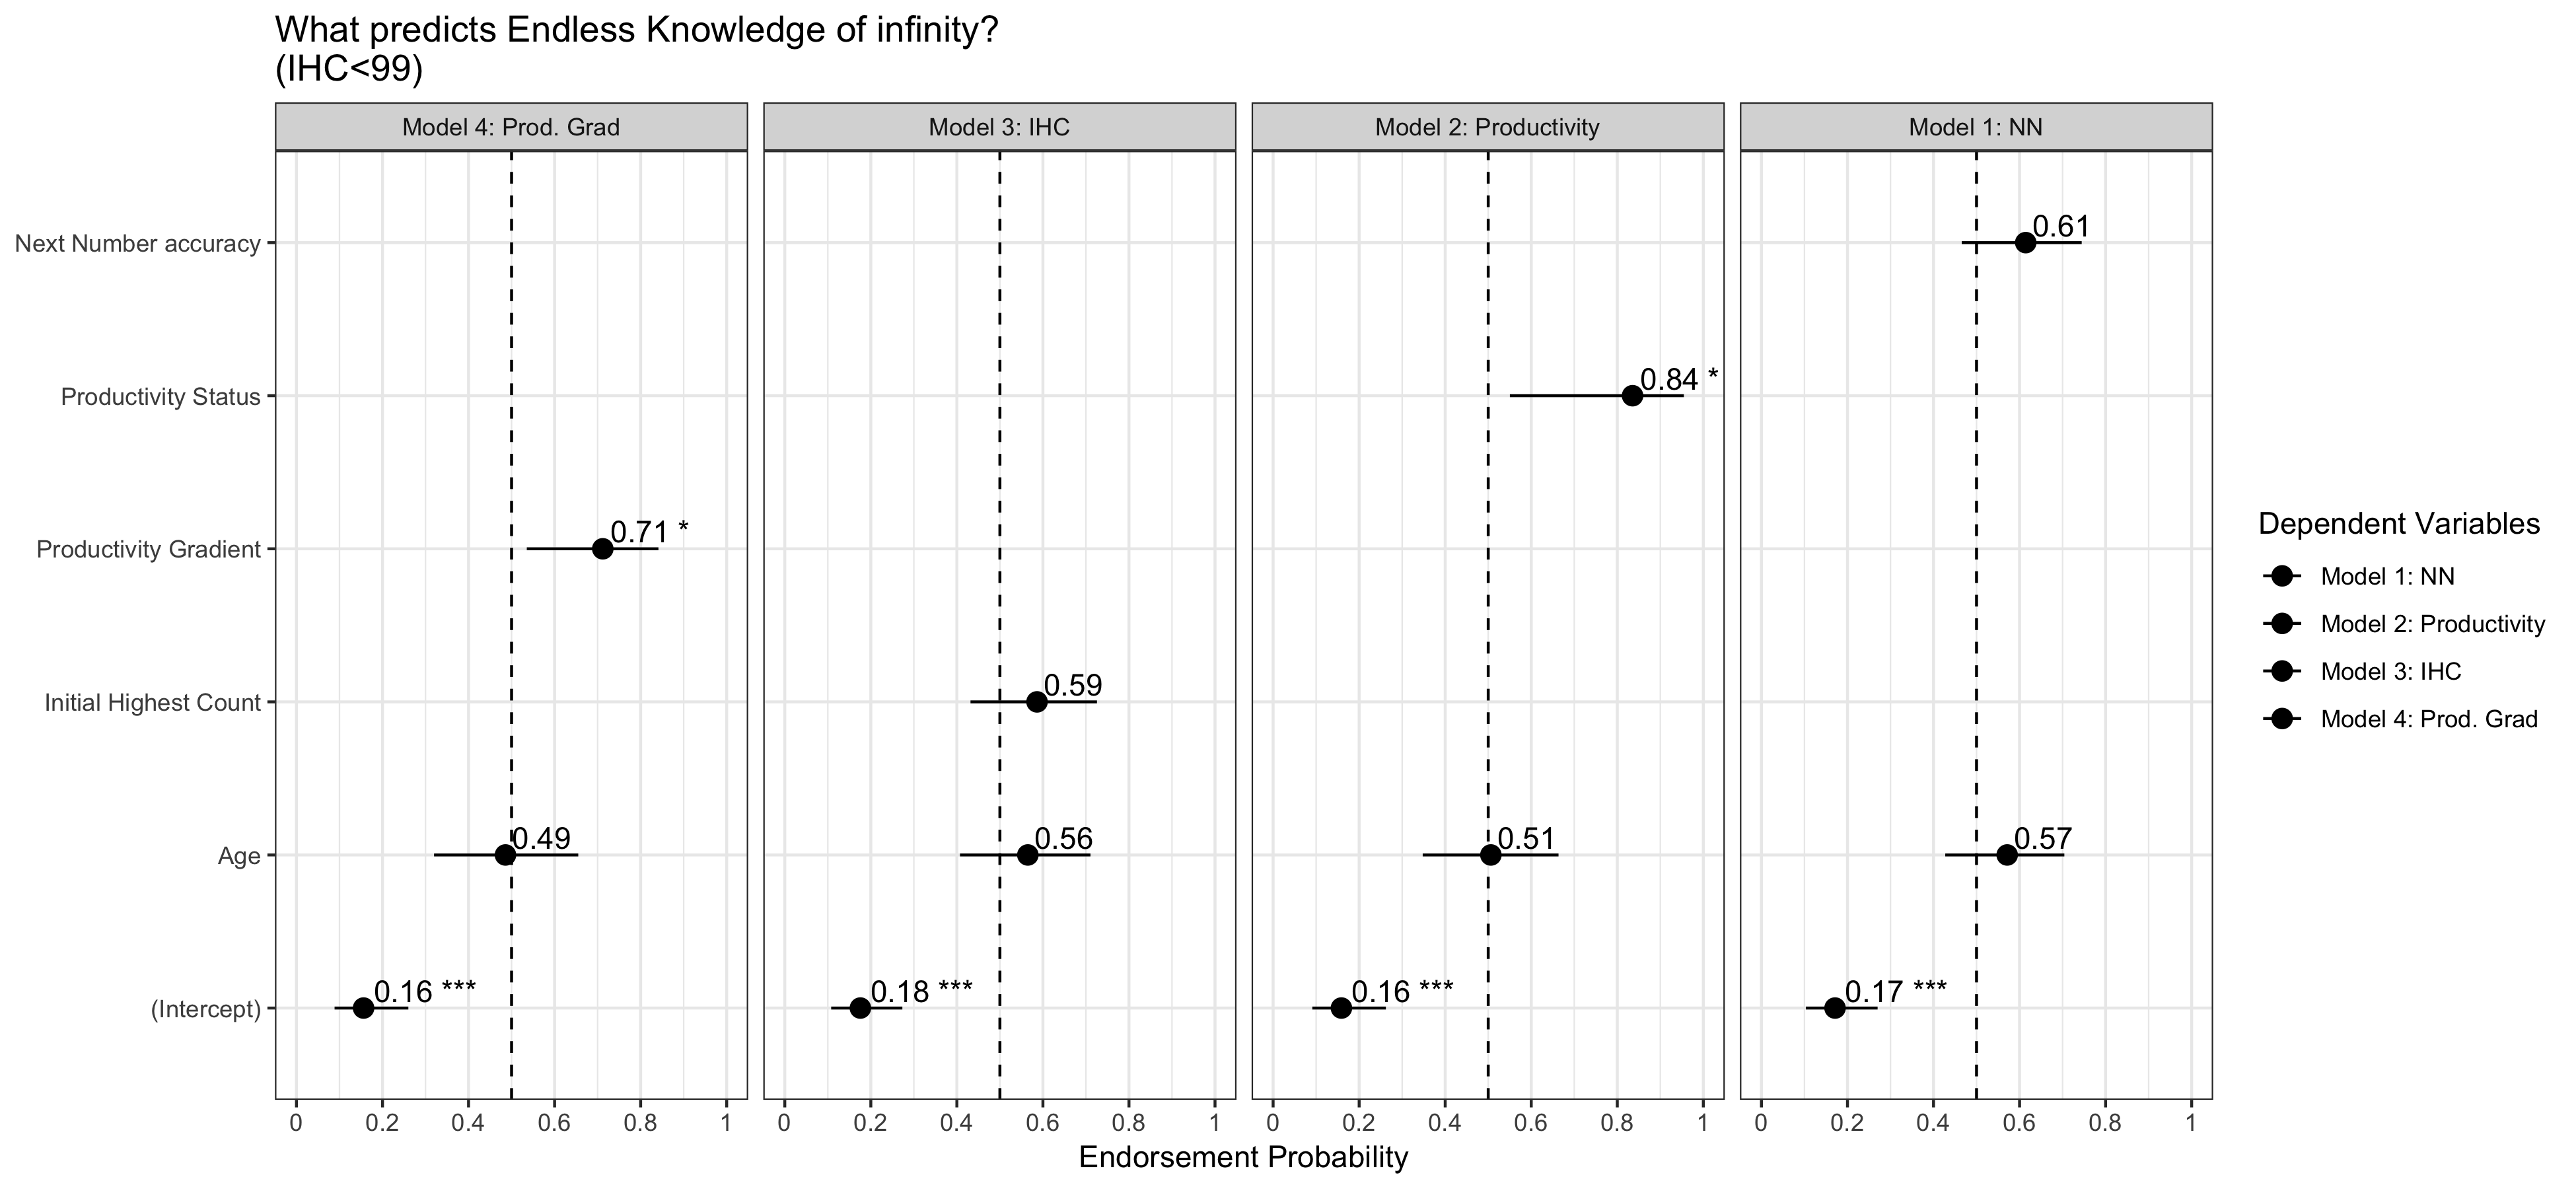 What predicts Endless Knowledge of infinity?
(IHC<99)
Model 4: Prod. Grad
Model 3: IHC
Model 2: Productivity
Model 1: NN
Next Number accuracy
0.61
Productivity Status
0.84 *
Productivity Gradient
0.71 *
Initial Highest Count
0.59
Age
0.49
0.56
0.51
0.57
(Intercept)
0.16 ***
0.18 ***
0.16 ***
0.17 ***
0 0.2 0.4 0.6 0.8 1
0 0.2 0.4 0.6 0.8 1
0 0.2 0.4 0.6 0.8 1
0 0.2 0.4 0.6 0.8 1
Endorsement Probability
Dependent Variables
Model 1: NN
Model 2: Productivity
Model 3: IHC
Model 4: Prod. Grad